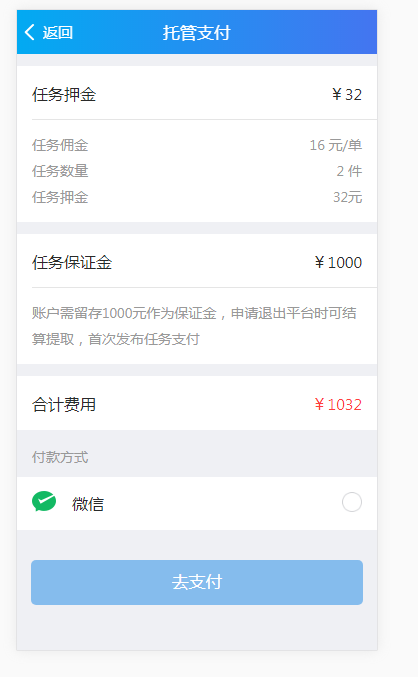 返回 托管支付
任务押金 ￥32
任务佣金 16 元/单
任务数量 2 件
任务押金 32元
任务保证金 ￥1000
账户需留存1000元作为保证金，申请退出平台时可结
算提取，首次发布任务支付
合计费用 ￥1032
付款方式
微信
去支付